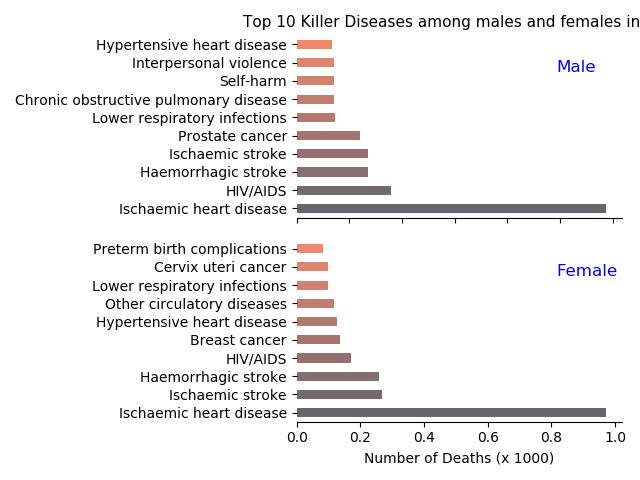 Top 10 Killer Diseases among males and females in
Hypertensive heart disease
Interpersonal violence
Male
Self-harm
Chronic obstructive pulmonary disease
Lower respiratory infections
Prostate cancer
Ischaemic stroke
Haemorrhagic stroke
HIV/AIDS
Ischaemic heart disease
Preterm birth complications
Cervix uteri cancer
Female
Lower respiratory infections
Other circulatory diseases
Hypertensive heart disease
Breast cancer
HIV/AIDS
Haemorrhagic stroke
Ischaemic stroke
Ischaemic heart disease
0.0 0.2 0.4 0.6 0.8 1.0
Number of Deaths (x 1000)